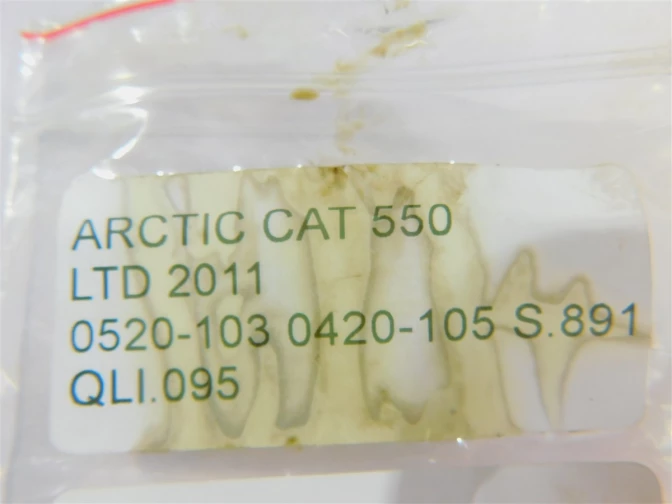 ARCTIC CAT 550
LTD 2011
0520-103 0420-105 S.891
QLI.095